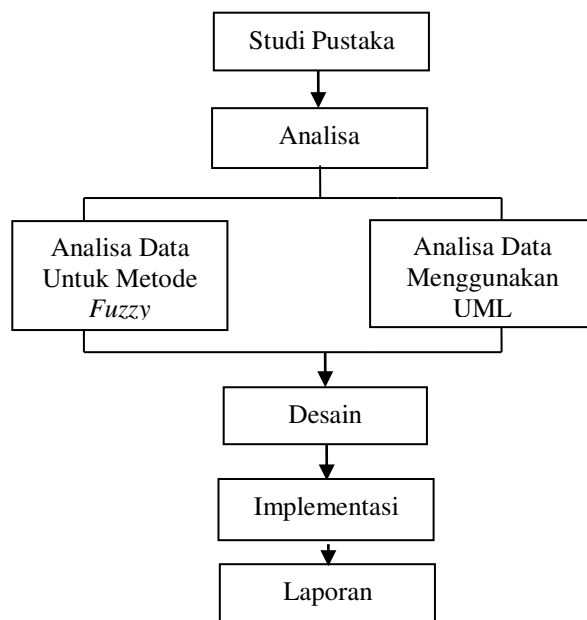 Studi Pustaka
Analisa
Analisa Data
Untuk Metode
Fuzzy
Analisa Data
Menggunakan
UML
Desain
Implementasi
Laporan